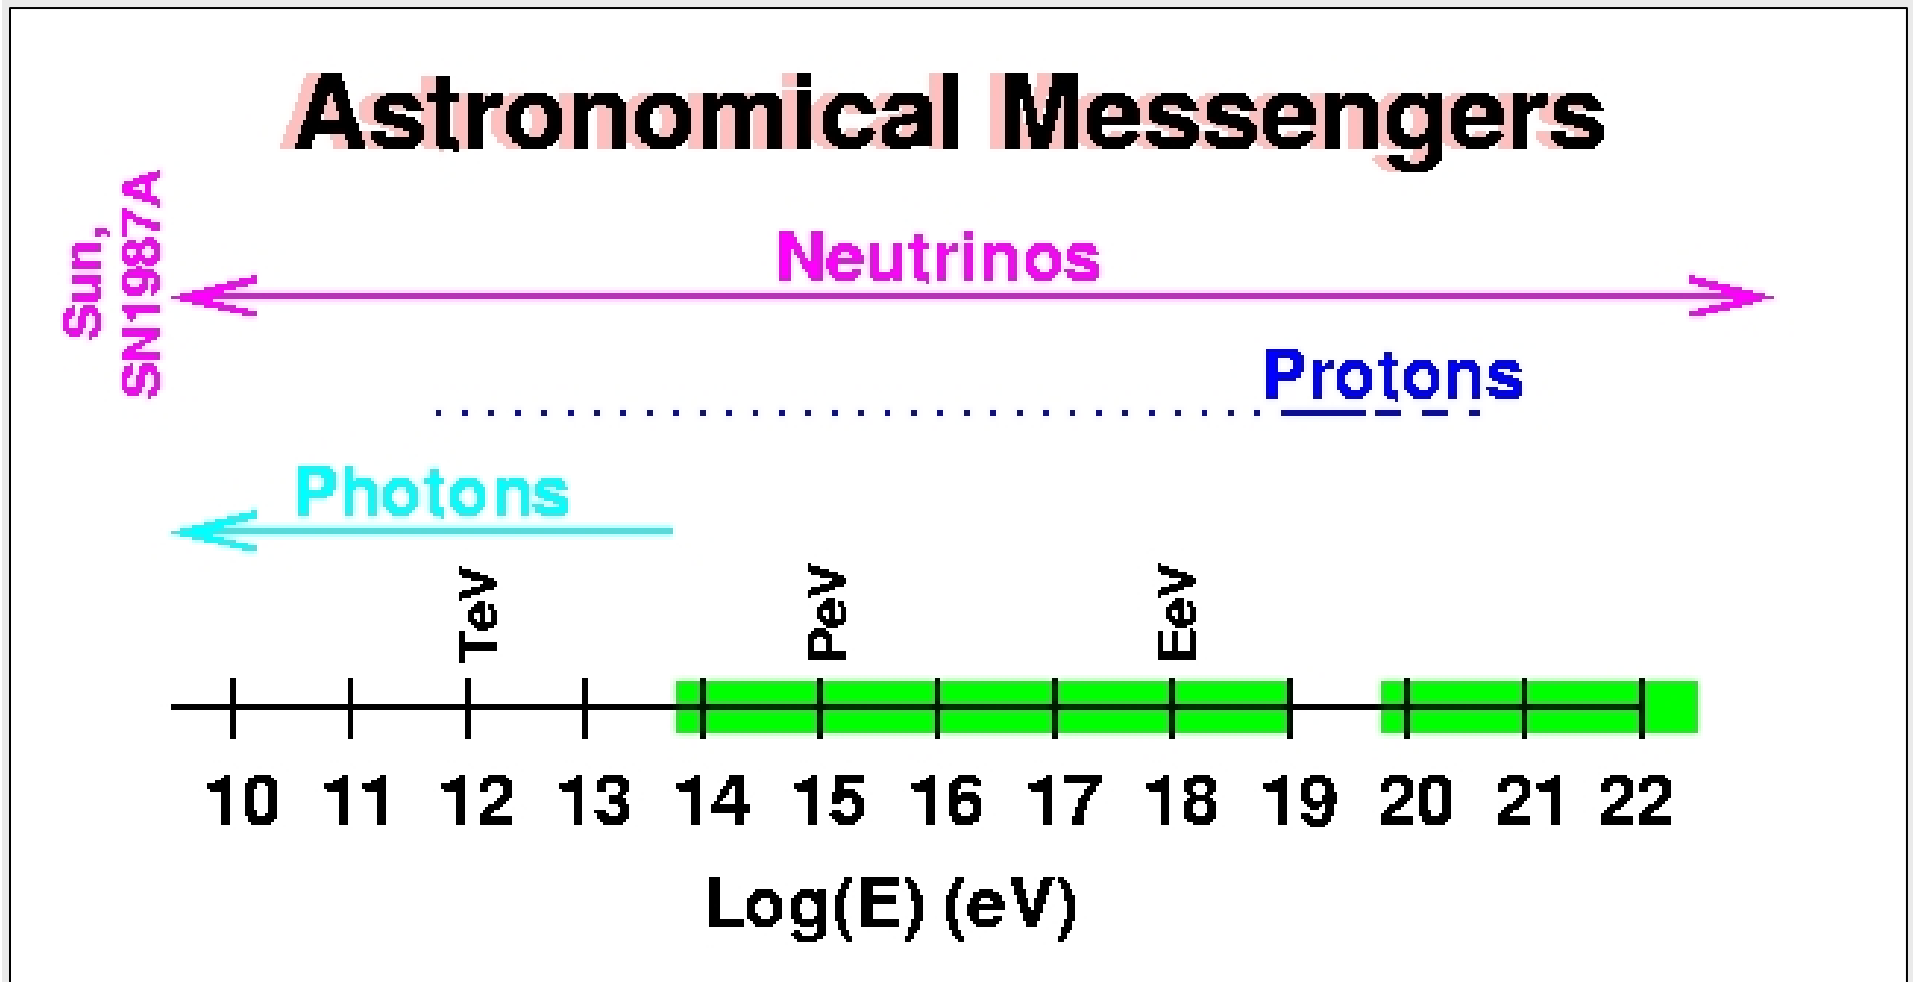 Astronomical Messengers
Sun,
SN1987A
Neutrinos
Protons
Photons
TeV PeV EeV
10 11 12 13 14 15 16 17 18 19 20 21 22
Log(E) (eV)